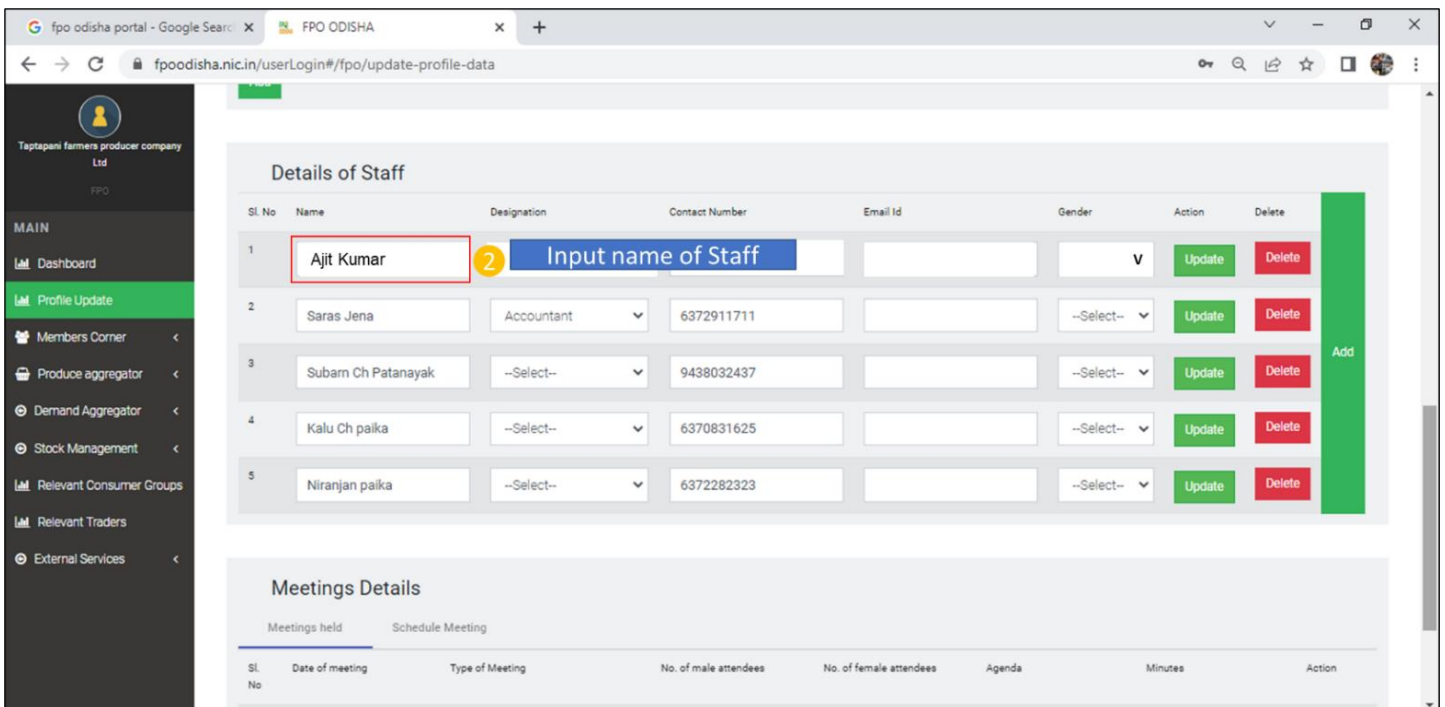 fpo odisha portal - Google Searc
FPO ODISHA
fpoodisha.nic.in/userLogin#/fpo/update-profile-data
Taptapani farmers producer company
Ltd
FPO
MAIN
Dashboard
Profile Update
Members Corner
Produce aggregator
Demand Aggregator
Stock Management
Relevant Consumer Groups
Relevant Traders
External Services
Add
Details of Staff
Sl. No Name Designation Contact Number Email Id Gender Action Delete
1 Ajit Kumar 2 Input name of Staff v Update Delete
2 Saras Jena Accountant 6372911711 --Select-- Update Delete
3 Subarn Ch Patanayak --Select-- 9438032437 --Select-- Update Delete
Add
4 Kalu Ch paika --Select-- 6370831625 --Select-- Update Delete
5 Niranjan paika --Select-- 6372282323 --Select-- Update Delete
Meetings Details
Meetings held Schedule Meeting
Sl. No Date of meeting Type of Meeting No. of male attendees No. of female attendees Agenda Minutes Action